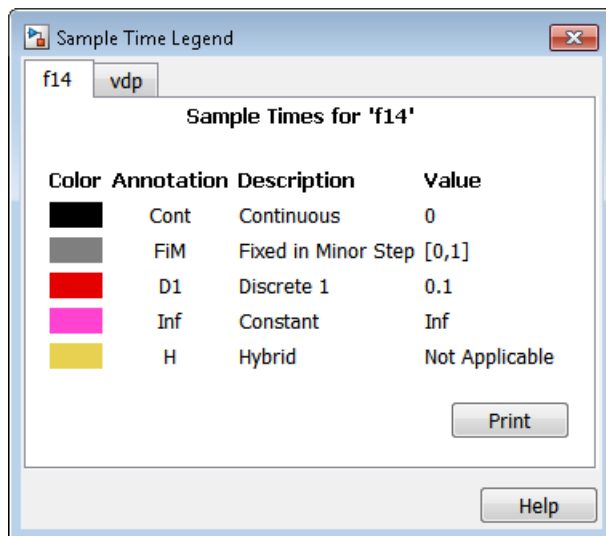 Sample Time Legend
f14 vdp
Sample Times for 'f14'
Color Annotation Description Value
Cont Continuous 0
FiM Fixed in Minor Step [0,1]
D1 Discrete 1 0.1
Inf Constant Inf
H Hybrid Not Applicable
Print
Help